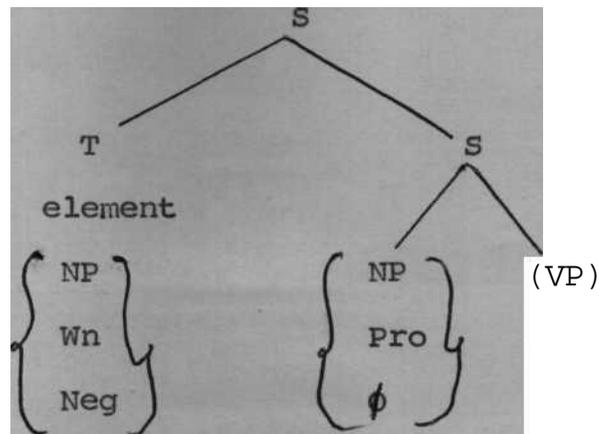 S
T S
element
NP NP (VP)
Wn Pro
Neg ϕ